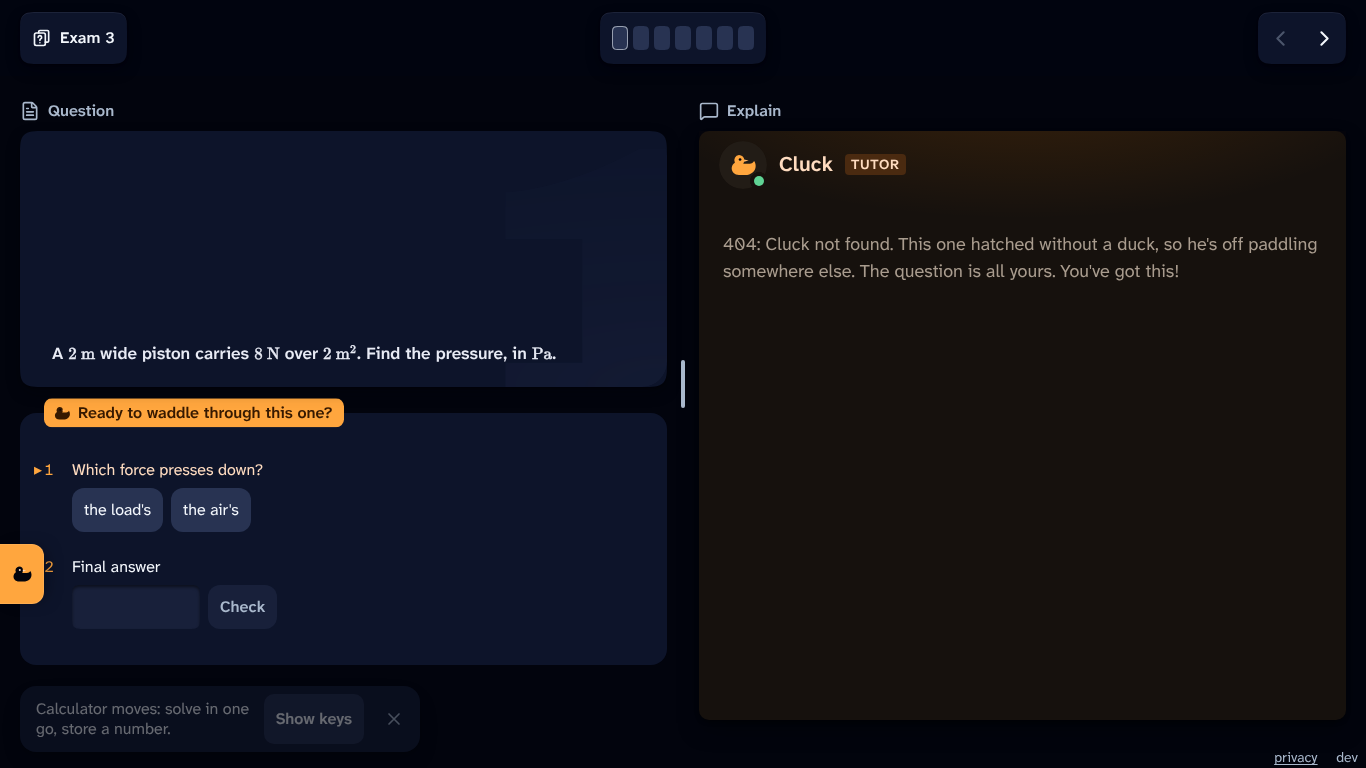 Exam 3
Question
A 2 m wide piston carries 8 N over 2 m². Find the pressure, in Pa.
Ready to waddle through this one?
1 Which force presses down?
the load's the air's
2 Final answer
Check
Calculator moves: solve in one
go, store a number.
Show keys
Explain
Cluck TUTOR
404: Cluck not found. This one hatched without a duck, so he's off paddling
somewhere else. The question is all yours. You've got this!
privacy dev